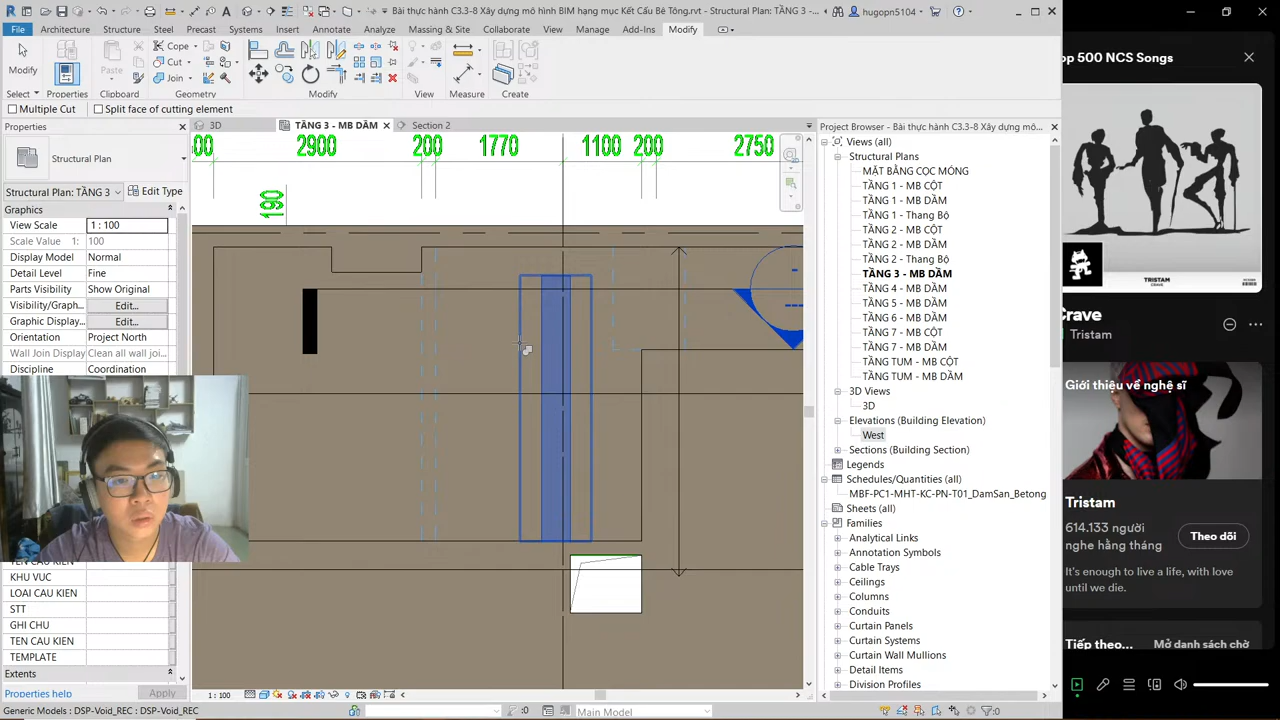 Bài thực hành C3.3-8 Xây dựng mô hình BIM hạng mục Kết Cấu Bê Tông.rvt - Structural Plan: TẦNG 3 -...
hugopn5104
File Architecture Structure Steel Precast Systems Insert Annotate Analyze Massing & Site Collaborate View Manage Add-Ins Modify
Modify
Properties
Paste
Cope
Cut
Join
Select Properties Clipboard Geometry Modify View Measure Create
Multiple Cut Split face of cutting element
Properties
Structural Plan
Structural Plan: TẦNG 3
Edit Type
Graphics
View Scale 1 : 100
Scale Value 1: 100
Display Model Normal
Detail Level Fine
Parts Visibility Show Original
Visibility/Graph... Edit...
Graphic Display... Edit...
Orientation Project North
Wall Join Display Clean all wall joi...
Discipline Coordination
KHU VUC
LOAI CAU KIEN
STT
GHI CHU
TEN CAU KIEN
TEMPLATE
Extents
Properties help Apply
3D
TẦNG 3 - MB DẦM
Section 2
2900 200 1770 1100 200 2750
190
1 : 100
Generic Models : DSP-Void_REC : DSP-Void_REC
:0
Main Model
:0
Project Browser - Bài thực hành C3.3-8 Xây dựng mô...
Views (all)
Structural Plans
MẶT BẰNG CỌC MÓNG
TẦNG 1 - MB CỘT
TẦNG 1 - MB DẦM
TẦNG 1 - Thang Bộ
TẦNG 2 - MB CỘT
TẦNG 2 - MB DẦM
TẦNG 2 - Thang Bộ
TẦNG 3 - MB DẦM
TẦNG 4 - MB DẦM
TẦNG 5 - MB DẦM
TẦNG 6 - MB DẦM
TẦNG 7 - MB CỘT
TẦNG 7 - MB DẦM
TẦNG TUM - MB CỘT
TẦNG TUM - MB DẦM
3D Views
3D
Elevations (Building Elevation)
West
Sections (Building Section)
Legends
Schedules/Quantities (all)
MBF-PC1-MHT-KC-PN-T01_DamSan_Betong
Sheets (all)
Families
Analytical Links
Annotation Symbols
Cable Trays
Ceilings
Columns
Conduits
Curtain Panels
Curtain Systems
Curtain Wall Mullions
Detail Items
Division Profiles
op 500 NCS Songs
TRISTAM
CRAVE
Crave
Tristam
Giới thiệu về nghệ sĩ
Tristam
614.133 người
nghe hằng tháng
Theo dõi
It's enough to live a life, with love
until we die.
Tiếp theo...
Mở danh sách chờ